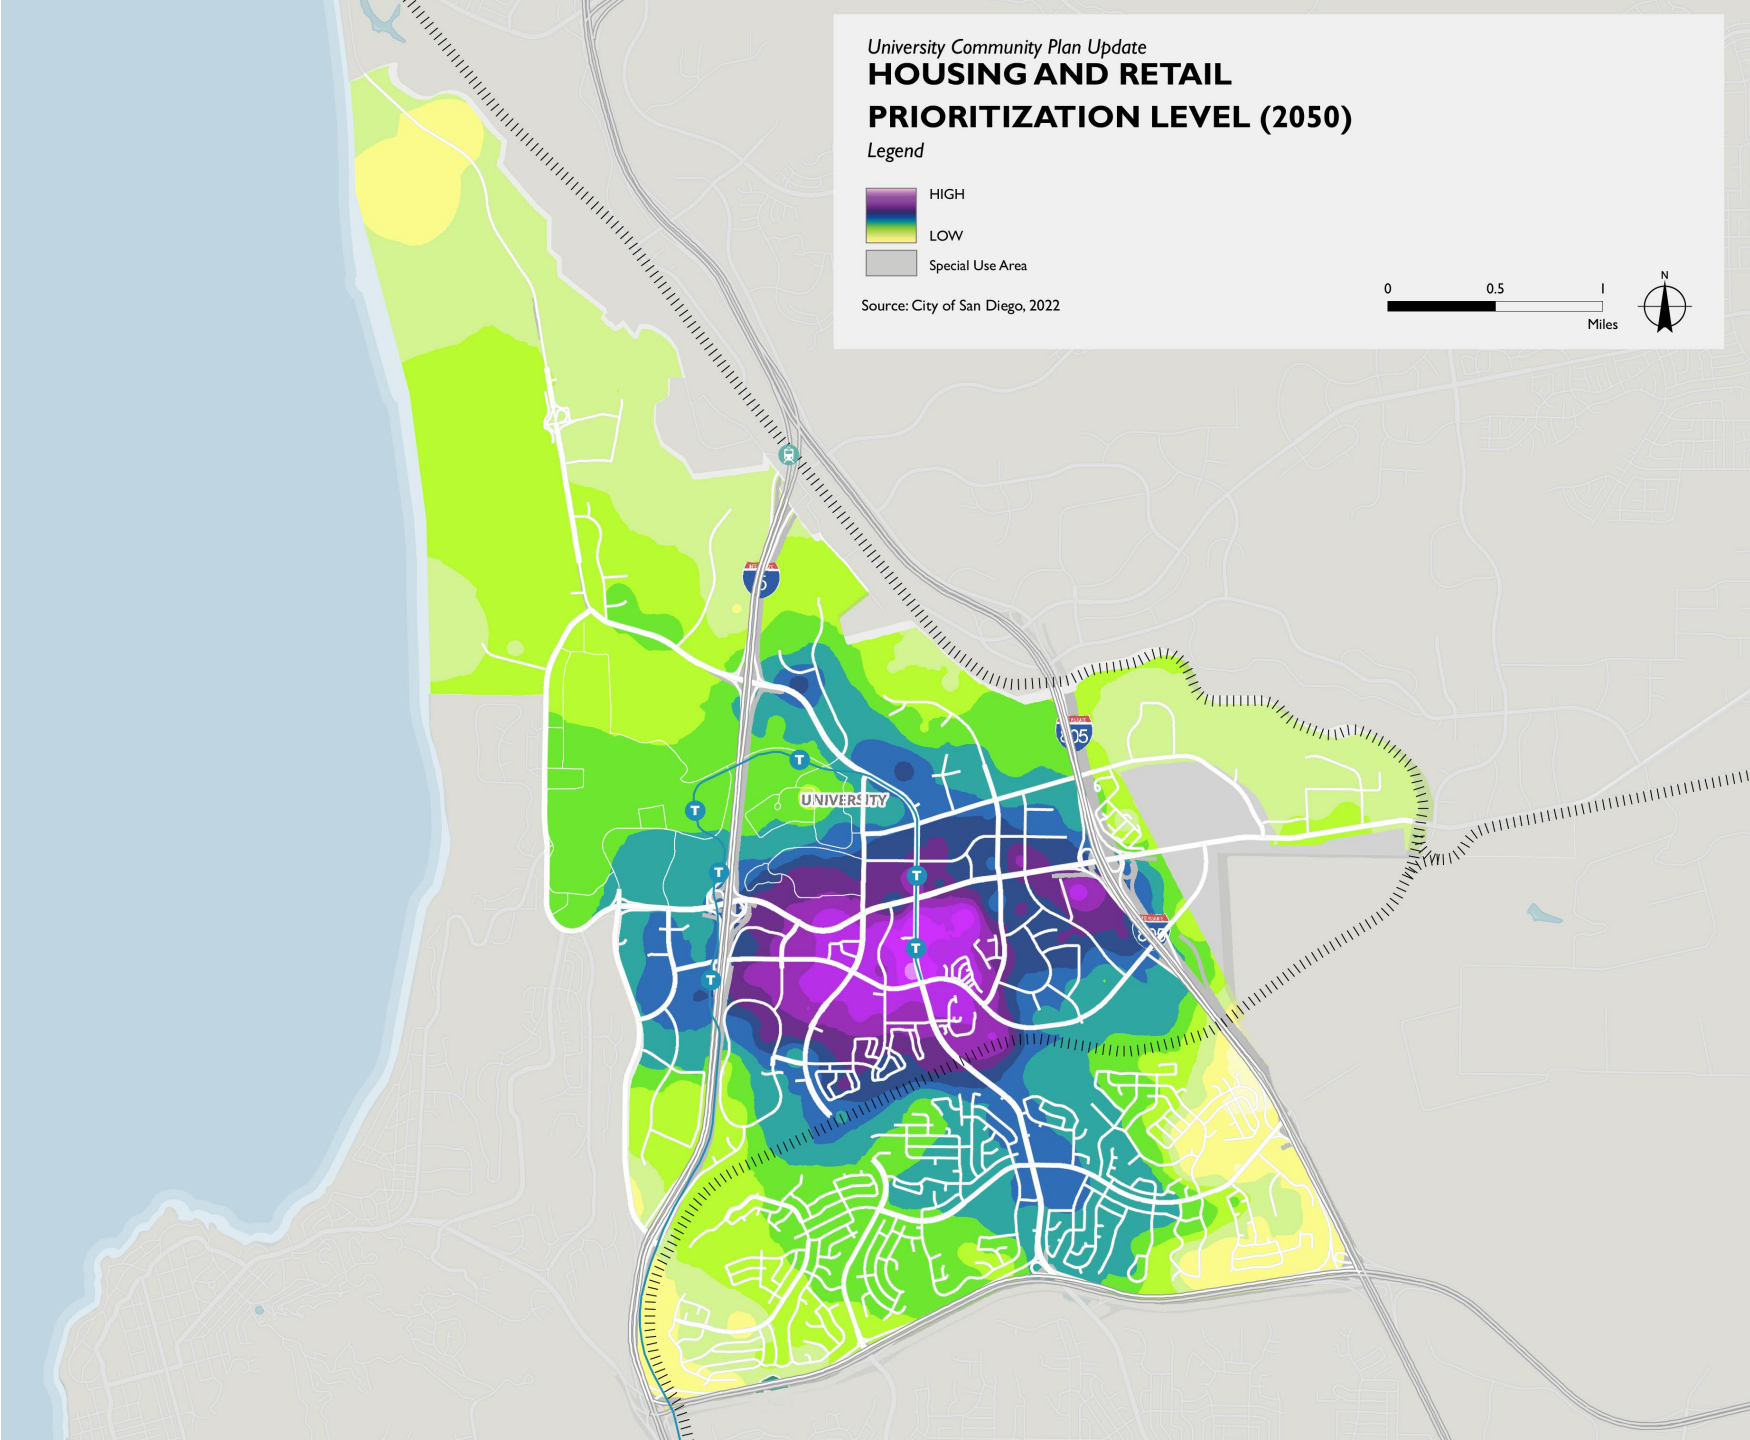 University Community Plan Update
HOUSING AND RETAIL
PRIORITIZATION LEVEL (2050)
Legend
HIGH
LOW
Special Use Area
Source: City of San Diego, 2022
0 0.5 1
Miles
N
5
805
T
T
UNIVERSITY
T
T
T
805
T